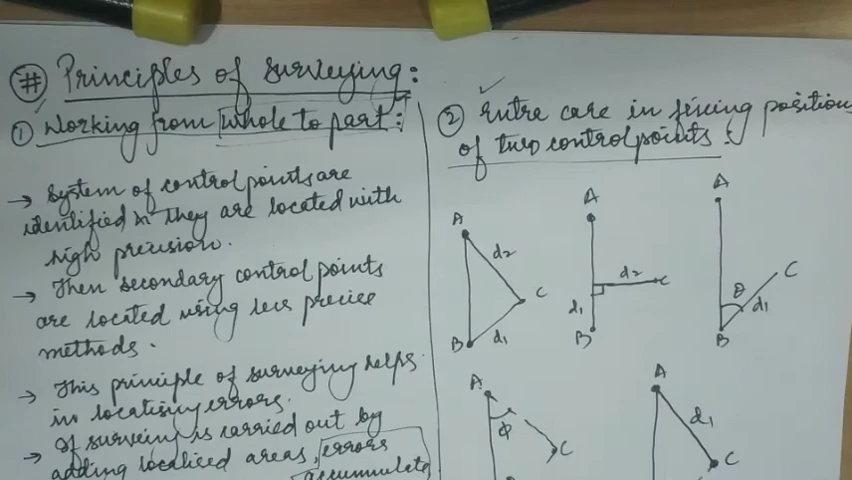 # Principles of surveying:
① Working from whole to part:
→ System of control points are
identified & they are located with
high precision.
→ Then secondary control points
are located using less precise
methods.
→ This principle of surveying helps
in localising errors.
→ If surveing is carried out by
adding localised areas, errors
accumulate
② Extra care in fixing position
of two control points:
A
d2
C
B
d1
A
d2
C
d1
B
A
C
θ
d1
B
A
φ
C
A
d1
C